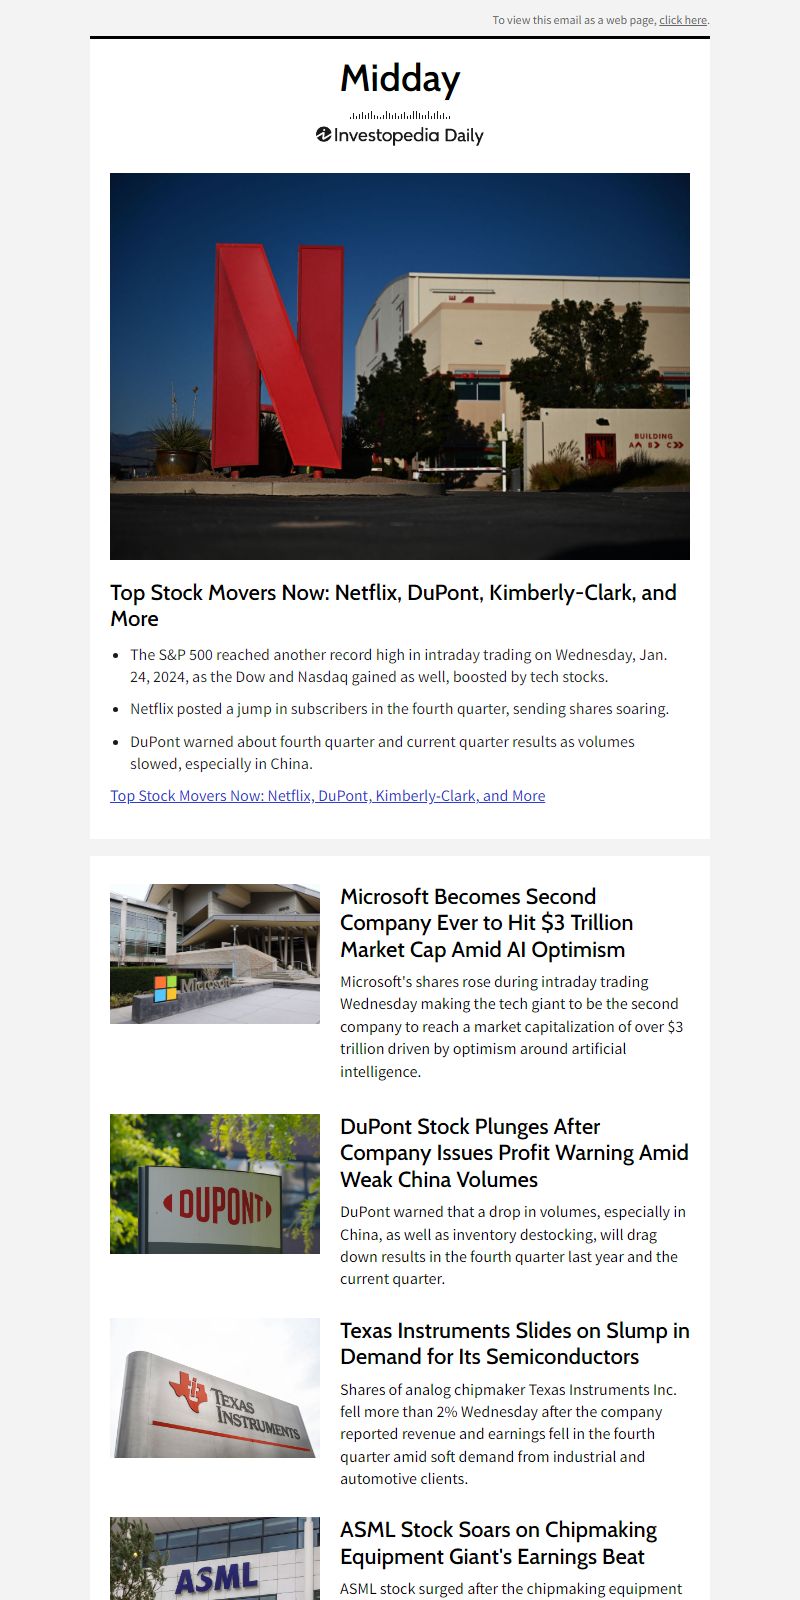 To view this email as a web page, click here.
Midday
Investopedia Daily
BUILDING
A B C
Top Stock Movers Now: Netflix, DuPont, Kimberly-Clark, and
More
The S&P 500 reached another record high in intraday trading on Wednesday, Jan.
24, 2024, as the Dow and Nasdaq gained as well, boosted by tech stocks.
Netflix posted a jump in subscribers in the fourth quarter, sending shares soaring.
DuPont warned about fourth quarter and current quarter results as volumes
slowed, especially in China.
Top Stock Movers Now: Netflix, DuPont, Kimberly-Clark, and More
Microsoft
Microsoft Becomes Second
Company Ever to Hit $3 Trillion
Market Cap Amid AI Optimism
Microsoft's shares rose during intraday trading
Wednesday making the tech giant to be the second
company to reach a market capitalization of over $3
trillion driven by optimism around artificial
intelligence.
DUPONT
DuPont Stock Plunges After
Company Issues Profit Warning Amid
Weak China Volumes
DuPont warned that a drop in volumes, especially in
China, as well as inventory destocking, will drag
down results in the fourth quarter last year and the
current quarter.
TEXAS
INSTRUMENTS
Texas Instruments Slides on Slump in
Demand for Its Semiconductors
Shares of analog chipmaker Texas Instruments Inc.
fell more than 2% Wednesday after the company
reported revenue and earnings fell in the fourth
quarter amid soft demand from industrial and
automotive clients.
ASML
ASML Stock Soars on Chipmaking
Equipment Giant's Earnings Beat
ASML stock surged after the chipmaking equipment